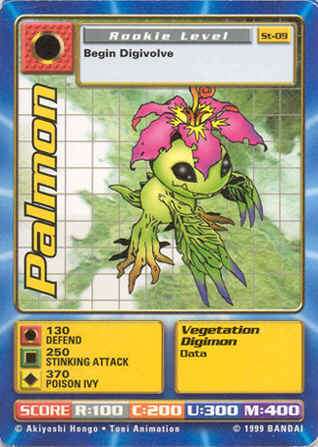 Rookie Level
St-09
Begin Digivolve
Palmon
130
DEFEND
250
STINKING ATTACK
370
POISON IVY
Vegetation
Digimon
Data
SCORE R:100 C:200 U:300 M:400
© Akiyoshi Hongo • Toei Animation © 1999 BANDAI